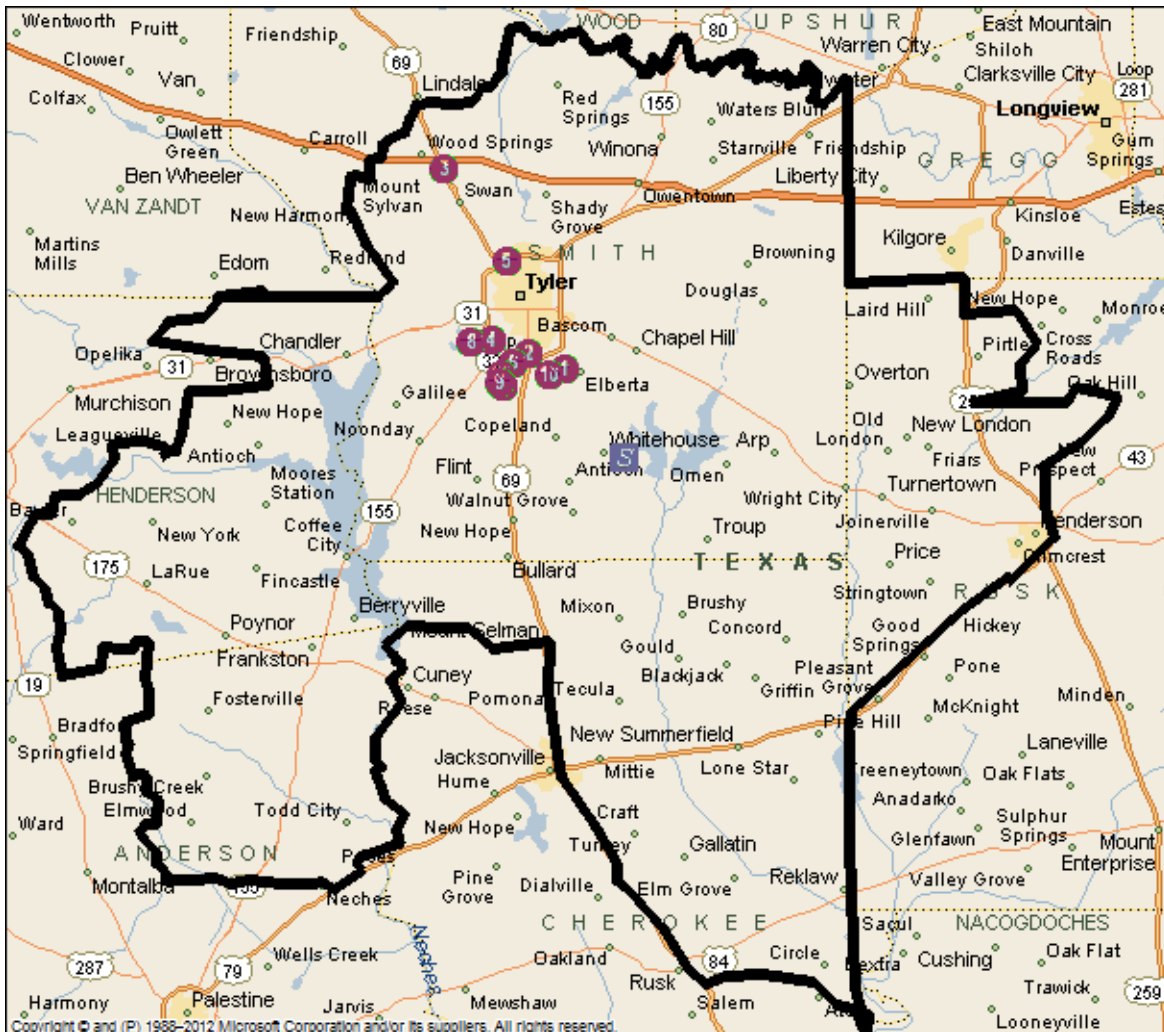 Wentworth
Pruitt
Friendship
WOOD
UPSHUR
80
East Mountain
Warren City
Shiloh
Clower
Van
69
Lindale
Clarksville City
Loop
281
Colfax
Red
Springs
155
Waters Bluff
Longview
Owlett
Green
Carroll
Wood Springs
Winona
Starrville
Friendship
Gum
Springs
GREGG
Ben Wheeler
3
Mount
Sylvan
Swan
Liberty City
VAN ZANDT
New Harmony
Shady
Grove
Owentown
Kinsloe
Estes
Martins
Mills
Redland
Kilgore
Danville
Edom
5
SMITH
Browning
Tyler
Douglas
31
Laird Hill
New Hope
Monroe
Bascom
Chapel Hill
Opelika
31
Chandler
8
4
2
Pirtle
Cross
Roads
Brownsboro
9
10
1
Elberta
Overton
Oak Hill
Murchison
New Hope
Galilee
Leagueville
Noonday
Copeland
Whitehouse
Arp
Old
London
New London
Antioch
Flint
Antioch
S
Omen
Friars
New
Prospect
43
Moores
Station
69
HENDERSON
Walnut Grove
Wright City
Turnertown
155
New York
Coffee
City
New Hope
Troup
Joinerville
Henderson
175
TEXAS
Price
LaRue
Fincastle
Bullard
Stringtown
RUSK
Berryville
Mixon
Brushy
Poynor
Mount Selman
Concord
Good
Springs
Hickey
Frankston
Gould
19
Cuney
Blackjack
Pleasant
Grove
Pone
Fosterville
Reese
Pomona
Tecula
Griffin
Minden
McKnight
Springfield
New Summerfield
Laneville
Jacksonville
Mittie
Lone Star
Oak Flats
Brushy Creek
Hume
Anadarko
Elmwood
Todd City
Craft
Sulphur
Springs
Ward
New Hope
Gallatin
Glenfawn
Mount
Enterprise
ANDERSON
Turney
Montalba
Pine
Grove
Elm Grove
Reklaw
Valley Grove
Neches
Dialville
CHEROKEE
Sacul
NACOGDOCHES
Wells Creek
Neches
Oakland
Circle
Cushing
Oak Flat
287
79
84
Rusk
Harmony
Palestine
Jarvis
Mewshaw
Salem
Trawick
259
Looneyville
Copyright © and (P) 1988–2012 Microsoft Corporation and/or its suppliers. All rights reserved.